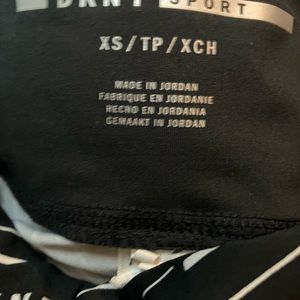 DKNY SPORT
XS/TP/XCH
MADE IN JORDAN
FABRIQUE EN JORDANIE
HECHO EN JORDANIA
GEMAAKT IN JORDAN